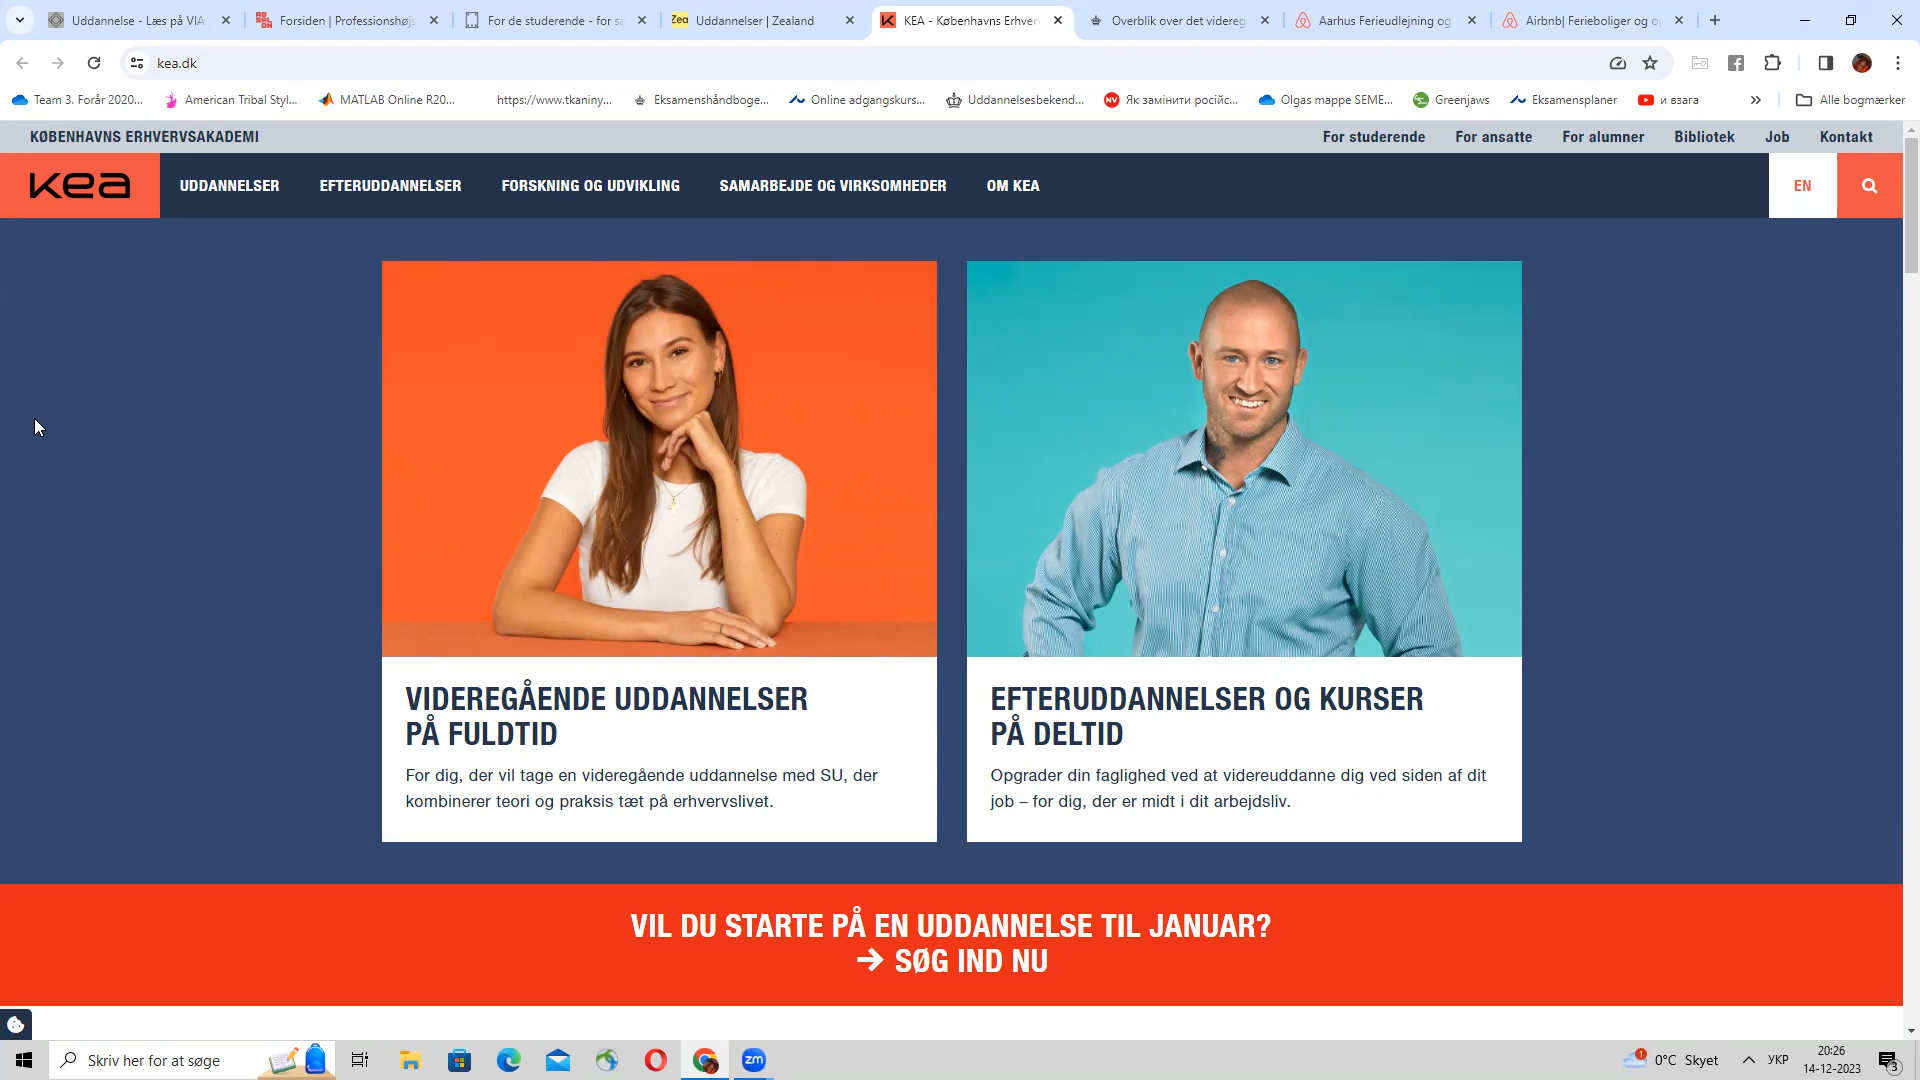 Uddannelse - Læs på VIA
Forsiden | Professionshøjs
For de studerende - for sa
Zea Uddannelser | Zealand
KEA - Københavns Erhver
Overblik over det videreg
Aarhus Ferieudlejning og
Airbnb| Ferieboliger og o
kea.dk
Team 3. Forår 2020...
American Tribal Styl...
MATLAB Online R20...
https://www.tkaniny...
Eksamenshåndboge...
Online adgangskurs...
Uddannelsesbekend...
NV Як замінити російс...
Olgas mappe SEME...
Greenjaws
Eksamensplaner
и взага
Alle bogmærker
KØBENHAVNS ERHVERVSAKADEMI
For studerende
For ansatte
For alumner
Bibliotek
Job
Kontakt
kea
UDDANNELSER
EFTERUDDANNELSER
FORSKNING OG UDVIKLING
SAMARBEJDE OG VIRKSOMHEDER
OM KEA
EN
VIDEREGÅENDE UDDANNELSER
PÅ FULDTID
For dig, der vil tage en videregående uddannelse med SU, der
kombinerer teori og praksis tæt på erhvervslivet.
EFTERUDDANNELSER OG KURSER
PÅ DELTID
Opgrader din faglighed ved at videreuddanne dig ved siden af dit
job – for dig, der er midt i dit arbejdsliv.
VIL DU STARTE PÅ EN UDDANNELSE TIL JANUAR?
→ SØG IND NU
Skriv her for at søge
zm
1
0°C Skyet
УКР
20:26
14-12-2023
3